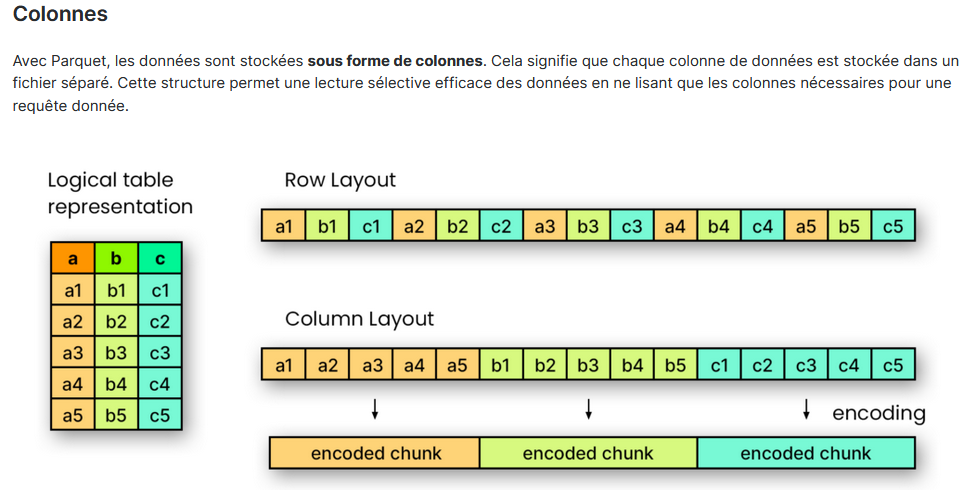 Colonnes
Avec Parquet, les données sont stockées sous forme de colonnes. Cela signifie que chaque colonne de données est stockée dans un
fichier séparé. Cette structure permet une lecture sélective efficace des données en ne lisant que les colonnes nécessaires pour une
requête donnée.
Logical table
representation
a b c
a1 b1 c1
a2 b2 c2
a3 b3 c3
a4 b4 c4
a5 b5 c5
Row Layout
a1 b1 c1 a2 b2 c2 a3 b3 c3 a4 b4 c4 a5 b5 c5
Column Layout
a1 a2 a3 a4 a5 b1 b2 b3 b4 b5 c1 c2 c3 c4 c5
encoding
encoded chunk encoded chunk encoded chunk